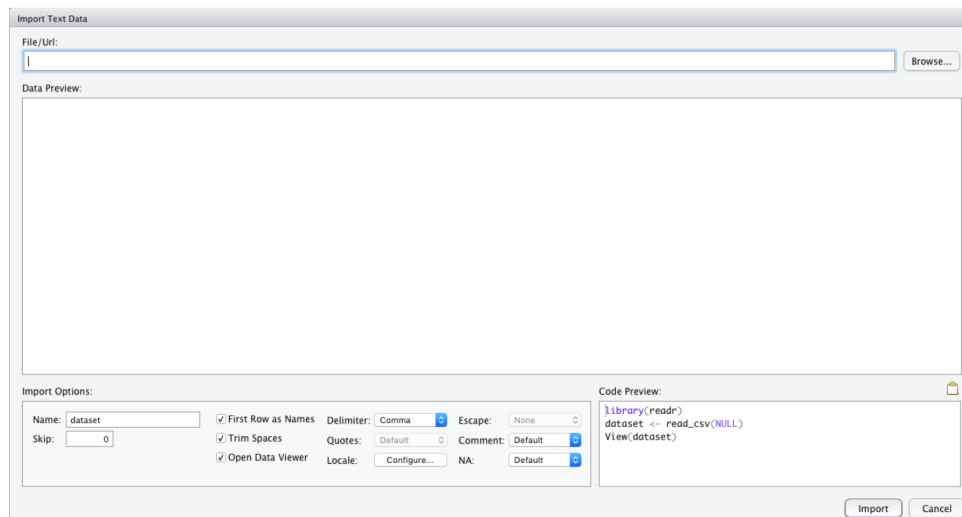 Import Text Data
File/Url:
Browse...
Data Preview:
Import Options:
Name: dataset
Skip: 0
First Row as Names
Trim Spaces
Open Data Viewer
Delimiter: Comma
Quotes: Default
Locale: Configure...
Escape: None
Comment: Default
NA: Default
Code Preview:
library(readr)
dataset <- read_csv(NULL)
View(dataset)
Import
Cancel